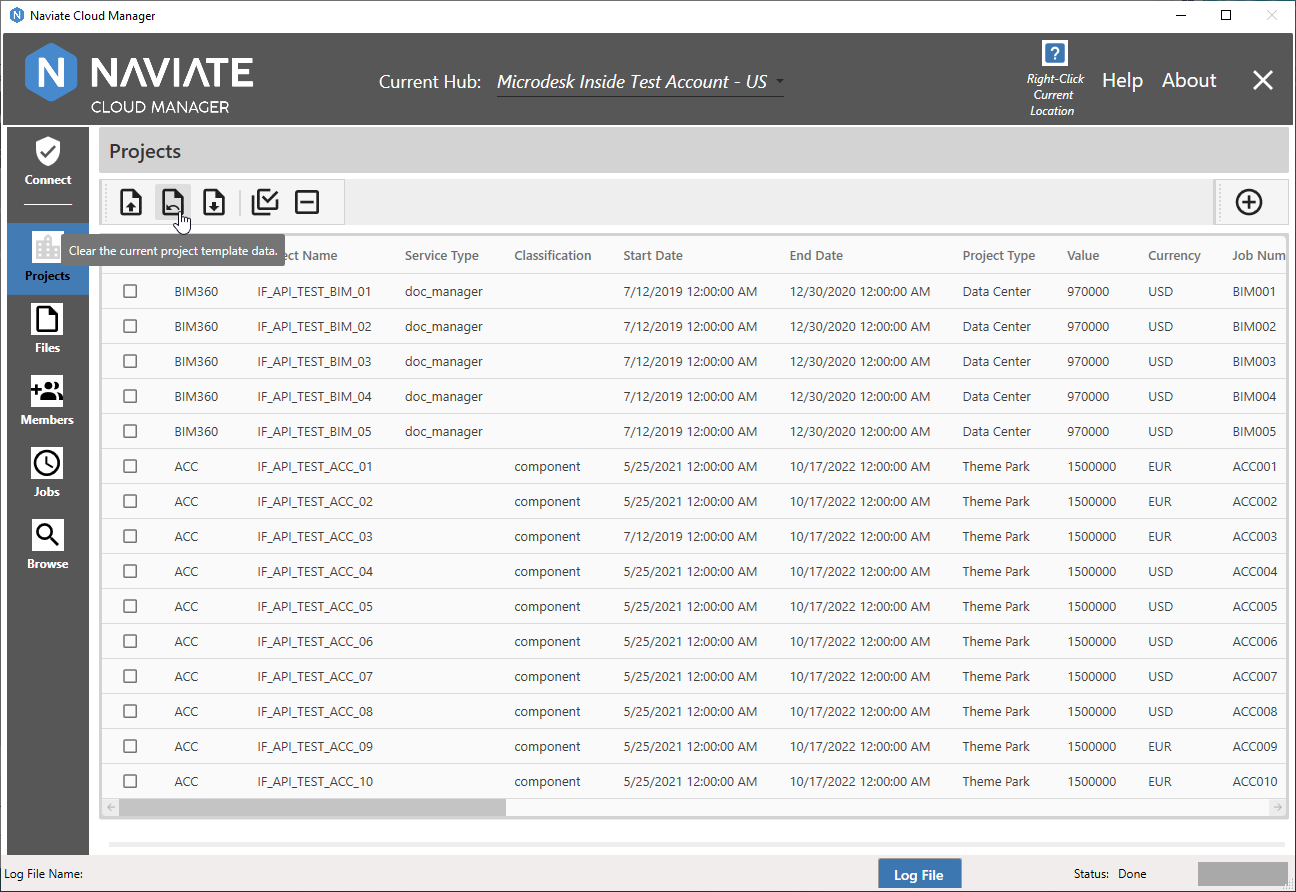 Naviate Cloud Manager
NAVIATE
CLOUD MANAGER
Current Hub: Microdesk Inside Test Account - US
?
Right-Click
Current
Location
Help About
Connect
Projects
Files
Members
Jobs
Browse
Projects
Clear the current project template data.
ect Name Service Type Classification Start Date End Date Project Type Value Currency Job Num
BIM360 IF_API_TEST_BIM_01 doc_manager 7/12/2019 12:00:00 AM 12/30/2020 12:00:00 AM Data Center 970000 USD BIM001
BIM360 IF_API_TEST_BIM_02 doc_manager 7/12/2019 12:00:00 AM 12/30/2020 12:00:00 AM Data Center 970000 USD BIM002
BIM360 IF_API_TEST_BIM_03 doc_manager 7/12/2019 12:00:00 AM 12/30/2020 12:00:00 AM Data Center 970000 USD BIM003
BIM360 IF_API_TEST_BIM_04 doc_manager 7/12/2019 12:00:00 AM 12/30/2020 12:00:00 AM Data Center 970000 USD BIM004
BIM360 IF_API_TEST_BIM_05 doc_manager 7/12/2019 12:00:00 AM 12/30/2020 12:00:00 AM Data Center 970000 USD BIM005
ACC IF_API_TEST_ACC_01 component 5/25/2021 12:00:00 AM 10/17/2022 12:00:00 AM Theme Park 1500000 EUR ACC001
ACC IF_API_TEST_ACC_02 component 5/25/2021 12:00:00 AM 10/17/2022 12:00:00 AM Theme Park 1500000 EUR ACC002
ACC IF_API_TEST_ACC_03 component 7/12/2019 12:00:00 AM 10/17/2022 12:00:00 AM Theme Park 1500000 EUR ACC003
ACC IF_API_TEST_ACC_04 component 5/25/2021 12:00:00 AM 10/17/2022 12:00:00 AM Theme Park 1500000 USD ACC004
ACC IF_API_TEST_ACC_05 component 5/25/2021 12:00:00 AM 10/17/2022 12:00:00 AM Theme Park 1500000 USD ACC005
ACC IF_API_TEST_ACC_06 component 5/25/2021 12:00:00 AM 10/17/2022 12:00:00 AM Theme Park 1500000 USD ACC006
ACC IF_API_TEST_ACC_07 component 5/25/2021 12:00:00 AM 10/17/2022 12:00:00 AM Theme Park 1500000 USD ACC007
ACC IF_API_TEST_ACC_08 component 5/25/2021 12:00:00 AM 10/17/2022 12:00:00 AM Theme Park 1500000 USD ACC008
ACC IF_API_TEST_ACC_09 component 5/25/2021 12:00:00 AM 10/17/2022 12:00:00 AM Theme Park 1500000 EUR ACC009
ACC IF_API_TEST_ACC_10 component 5/25/2021 12:00:00 AM 10/17/2022 12:00:00 AM Theme Park 1500000 EUR ACC010
Log File Name: Log File Status: Done